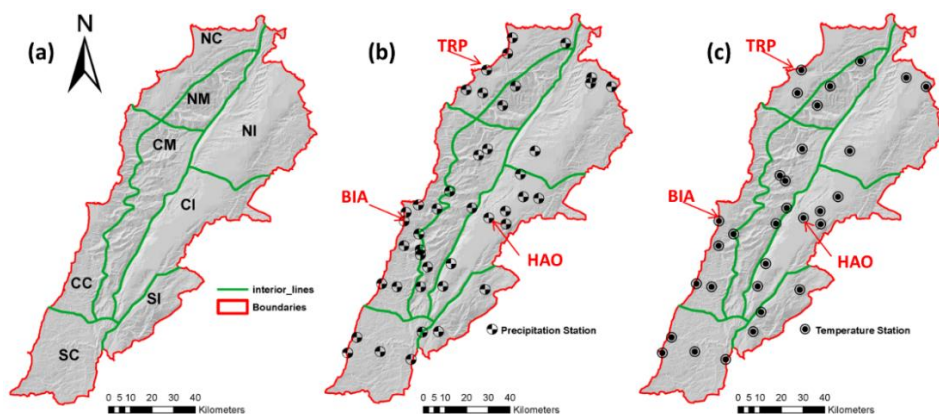 N
(a)
NC
NM
NI
CM
CI
CC
SI
SC
interior_lines
Boundaries
0 5 10 20 30 40
Kilometers
(b)
TRP
BIA
HAO
Precipitation Station
0 5 10 20 30 40
Kilometers
(c)
TRP
BIA
HAO
Temperature Station
0 5 10 20 30 40
Kilometers